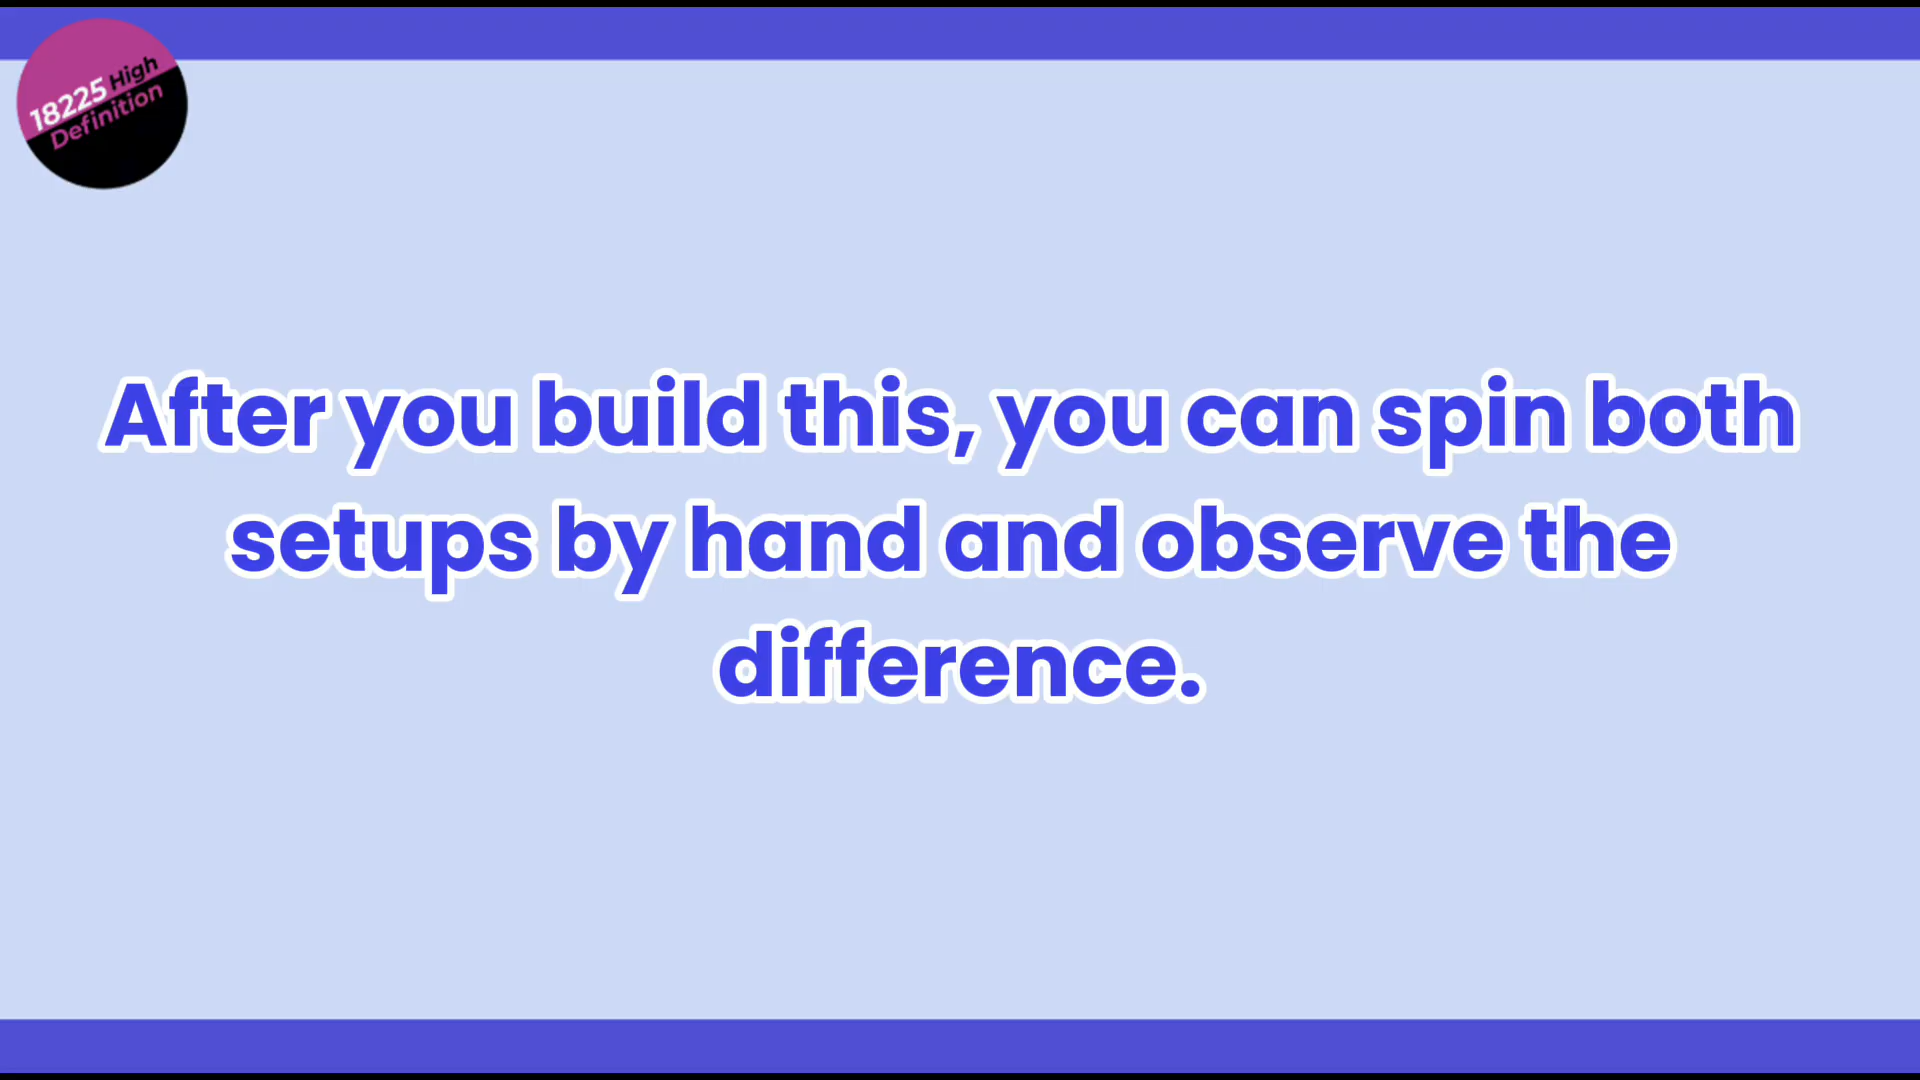 18225 High
Definition
After you build this, you can spin both
setups by hand and observe the
difference.